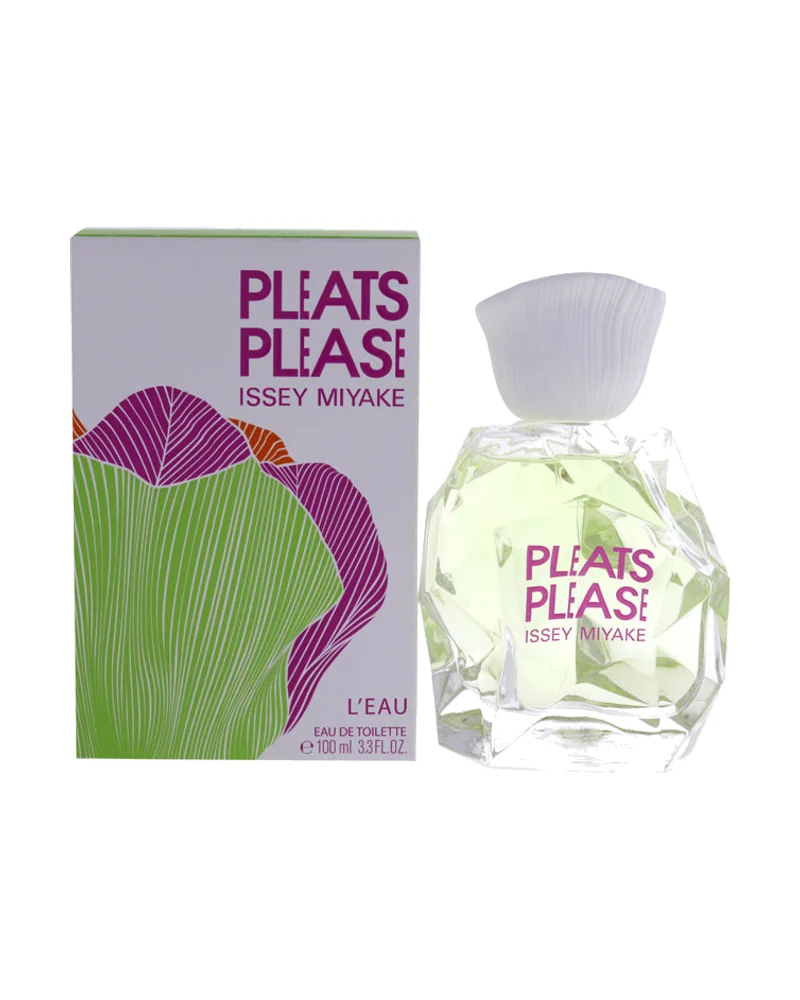 PLEATS
PLEASE
ISSEY MIYAKE
L'EAU
EAU DE TOILETTE
℮ 100 ml 3.3 FL.OZ.
PLEATS
PLEASE
ISSEY MIYAKE